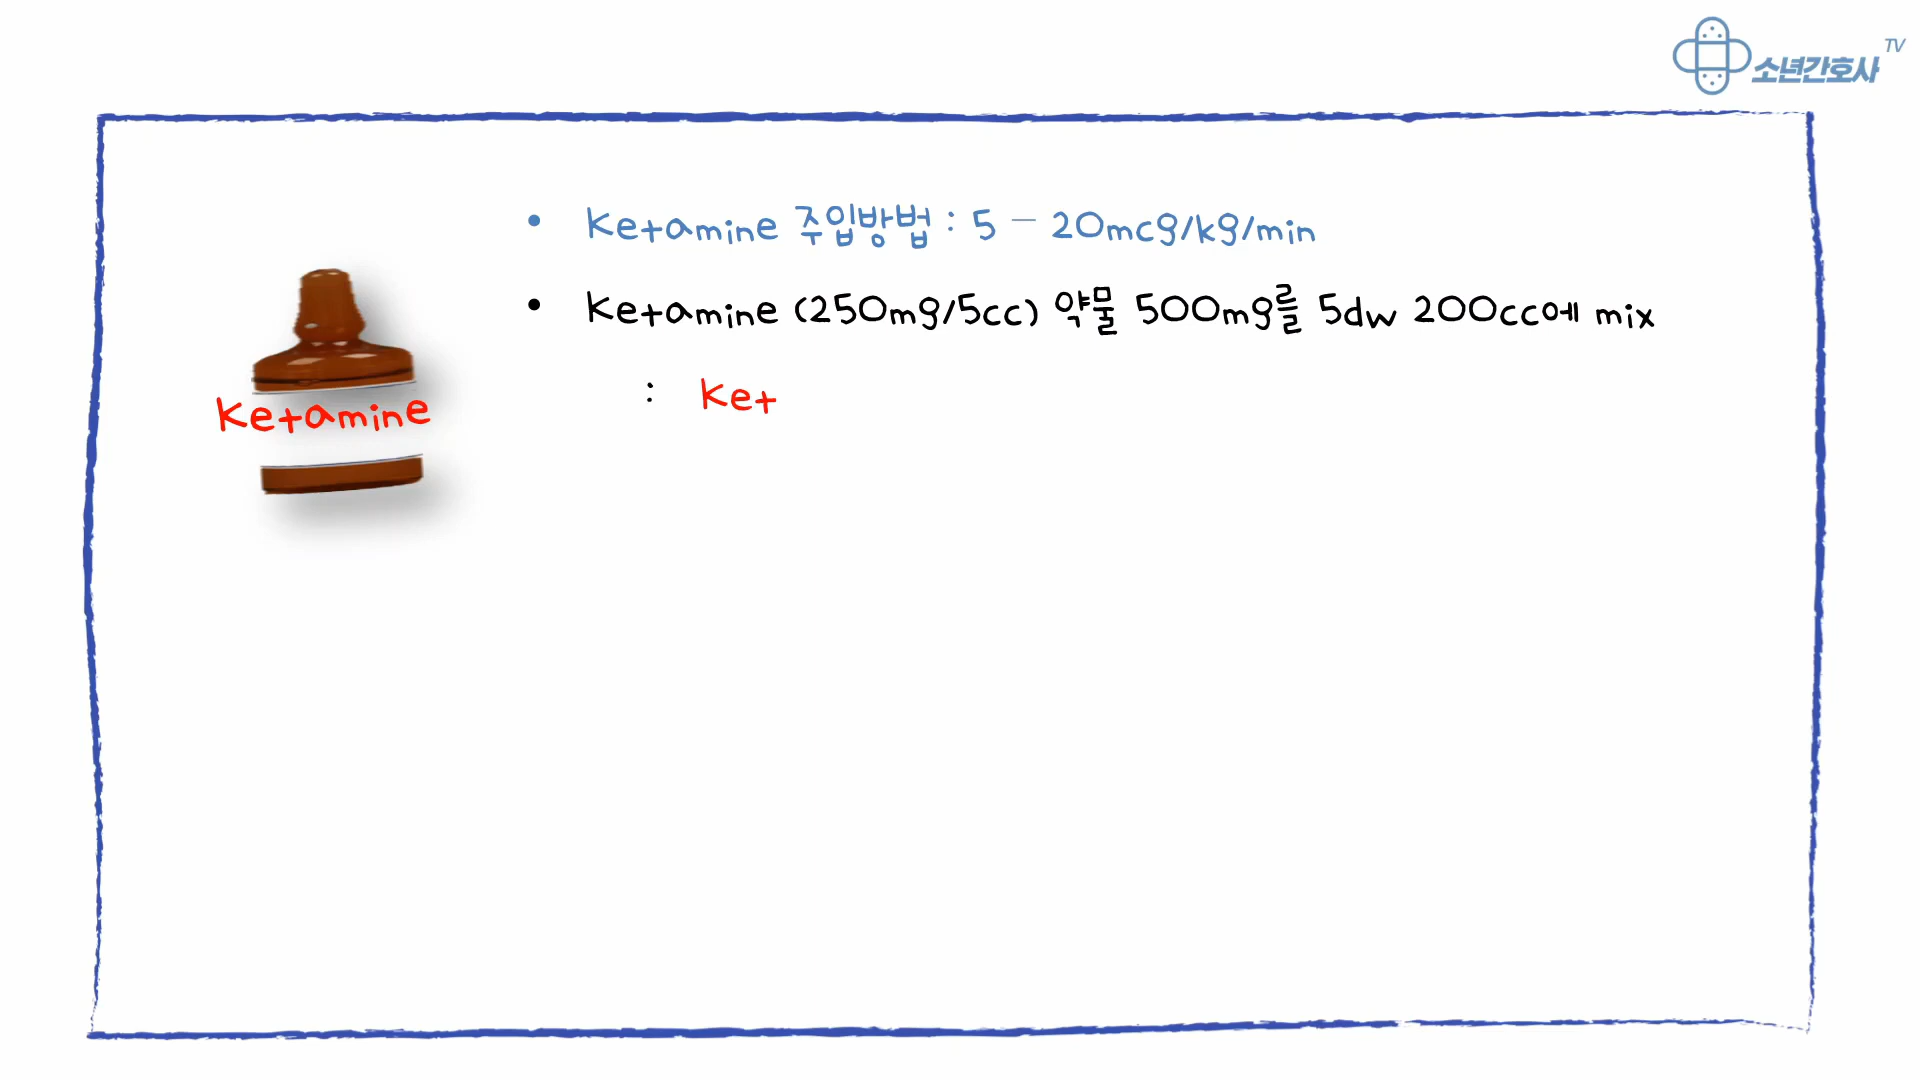 소년간호사 TV
• Ketamine 주입방법 : 5 – 20mcg/kg/min
• Ketamine (250mg/5cc) 약물 500mg를 5dw 200cc에 mix
: Ket
Ketamine